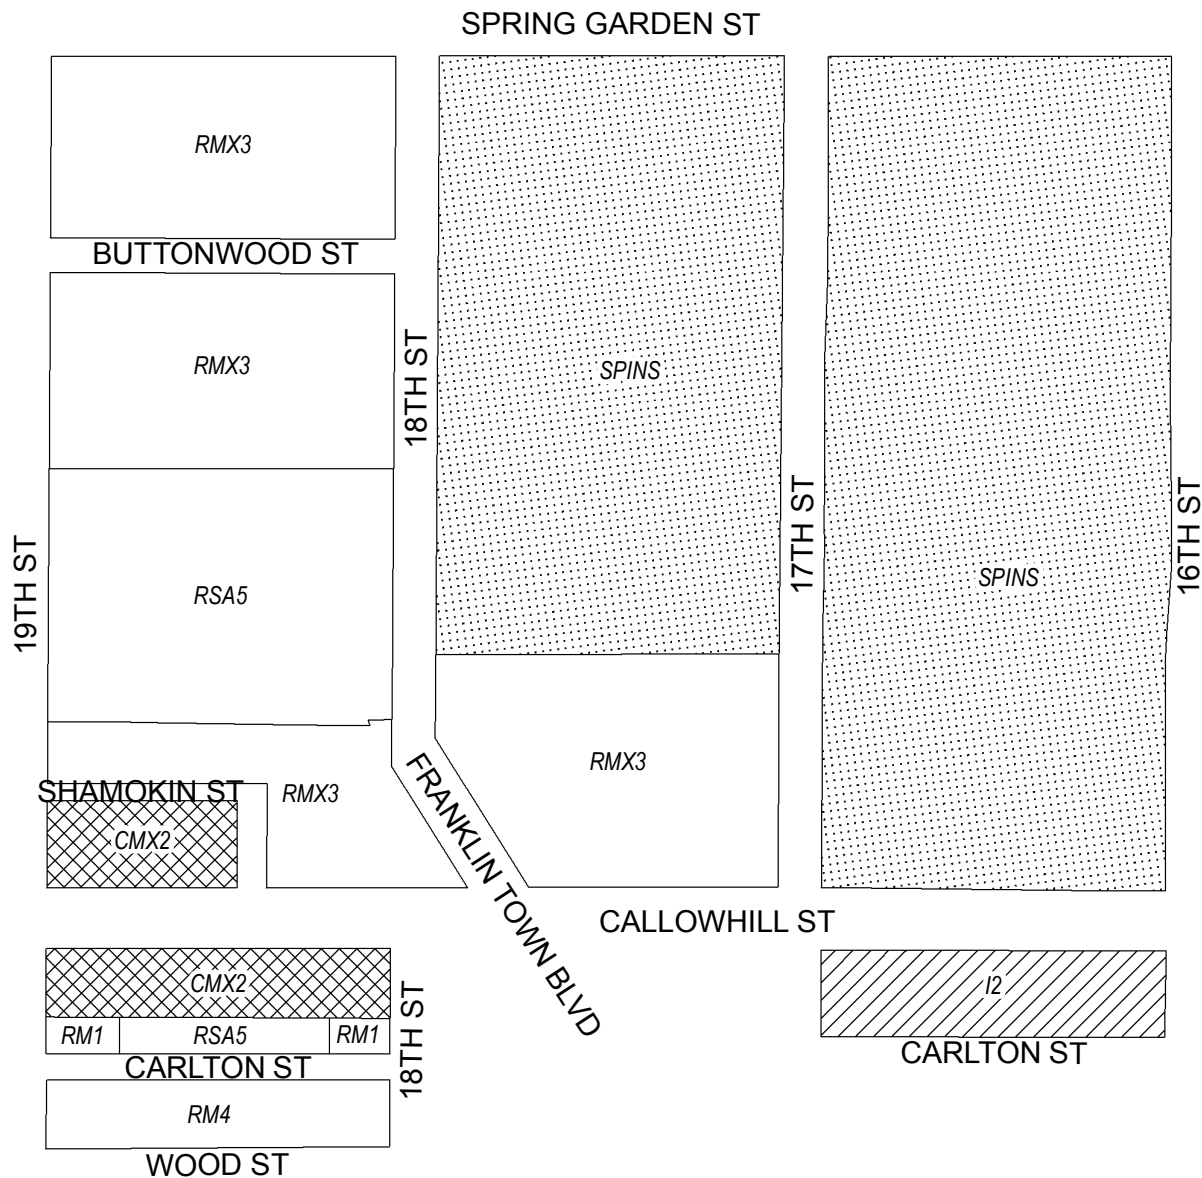 SPRING GARDEN ST
RMX3
BUTTONWOOD ST
RMX3
18TH ST
SPINS
17TH ST
16TH ST
19TH ST
RSA5
SPINS
SHAMOKIN ST
RMX3
FRANKLIN TOWN BLVD
RMX3
CMX2
CALLOWHILL ST
CMX2
I2
18TH ST
RM1
RSA5
RM1
CARLTON ST
CARLTON ST
RM4
WOOD ST